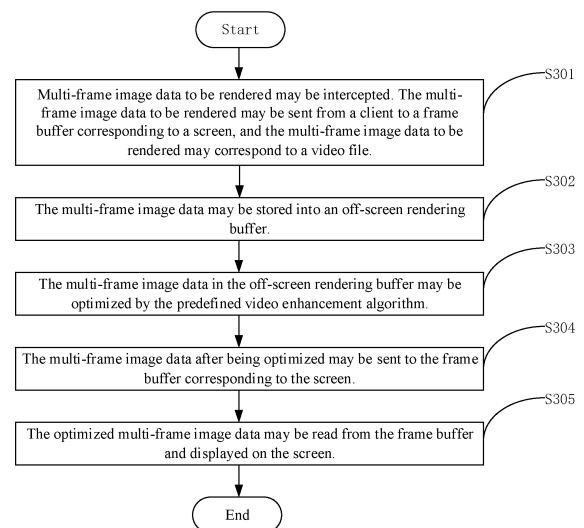 Start
S301
Multi-frame image data to be rendered may be intercepted. The multi-
frame image data to be rendered may be sent from a client to a frame
buffer corresponding to a screen, and the multi-frame image data to be
rendered may correspond to a video file.
S302
The multi-frame image data may be stored into an off-screen rendering
buffer.
S303
The multi-frame image data in the off-screen rendering buffer may be
optimized by the predefined video enhancement algorithm.
S304
The multi-frame image data after being optimized may be sent to the frame
buffer corresponding to the screen.
S305
The optimized multi-frame image data may be read from the frame buffer
and displayed on the screen.
End